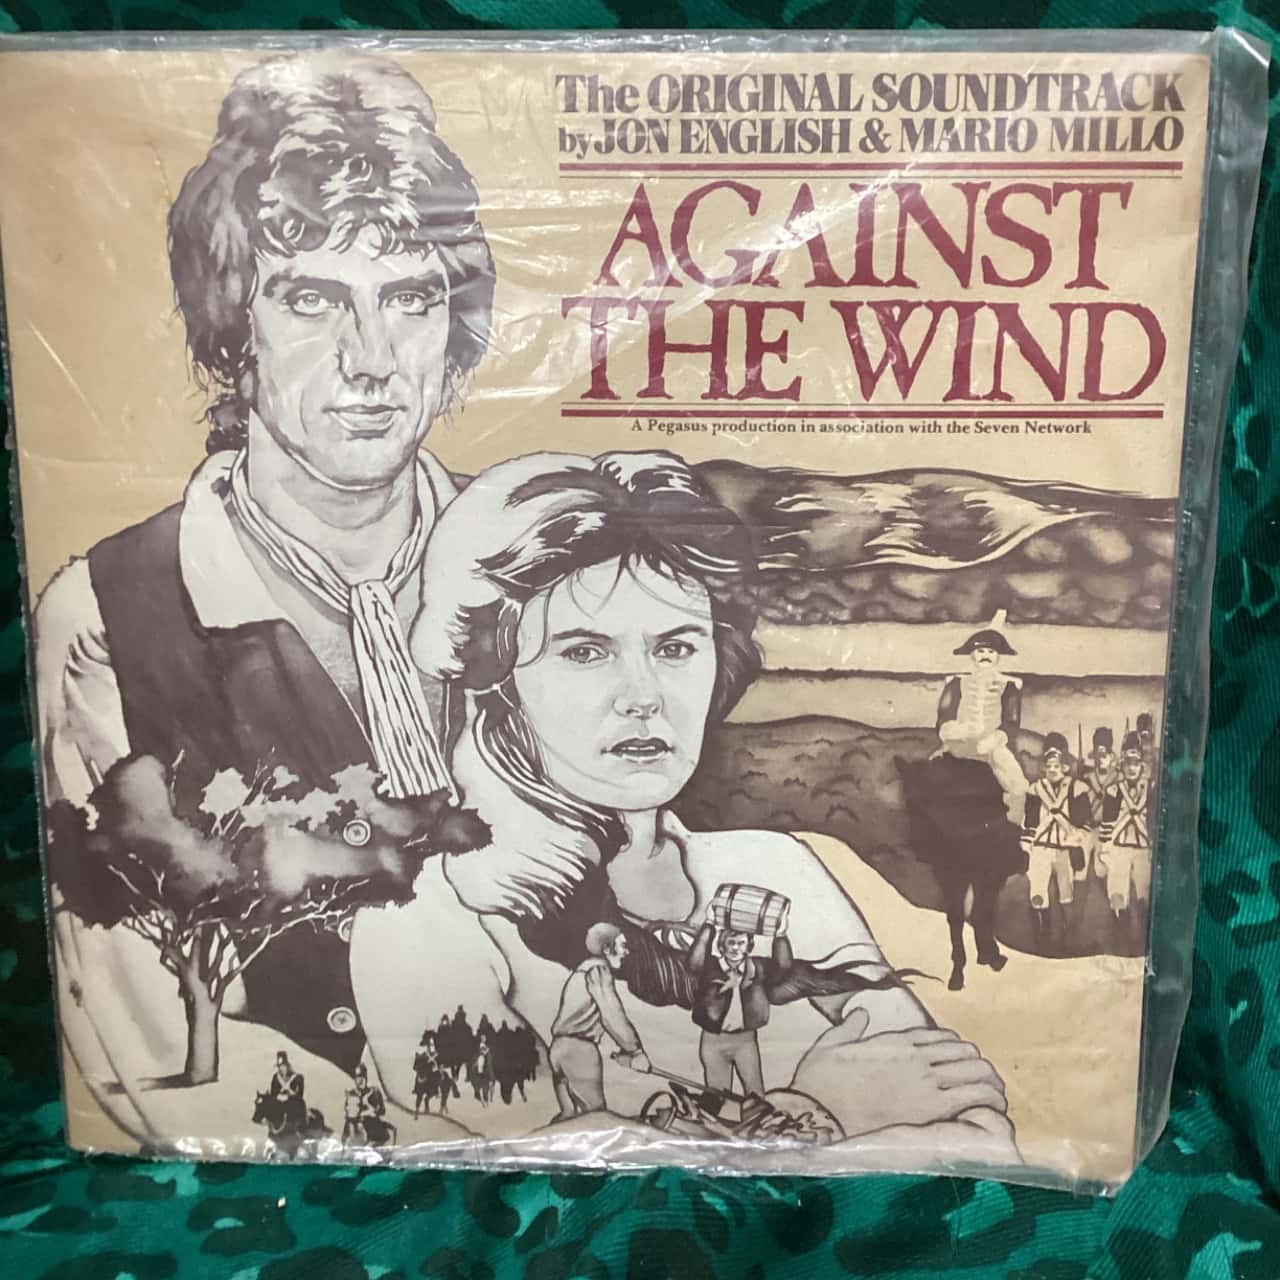 The ORIGINAL SOUNDTRACK
by JON ENGLISH & MARIO MILLO
AGAINST
THE WIND
A Pegasus production in association with the Seven Network